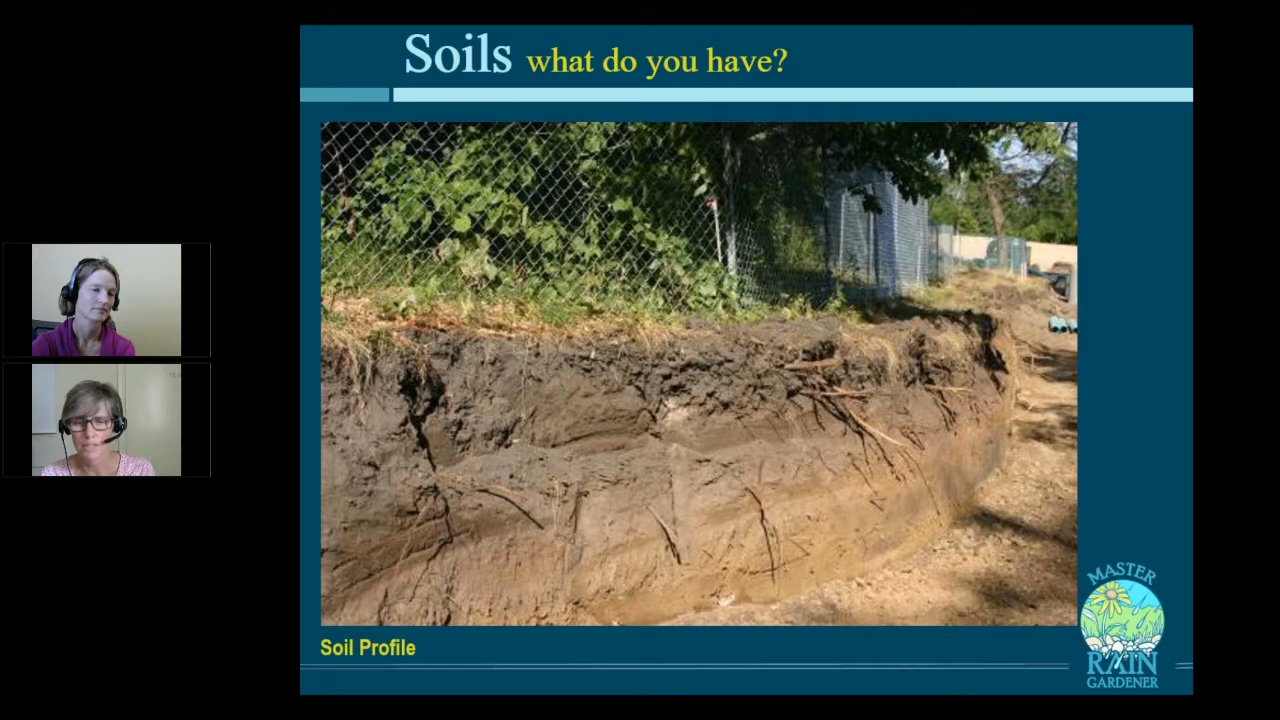 Soils what do you have?
Soil Profile
MASTER
RAIN
GARDENER